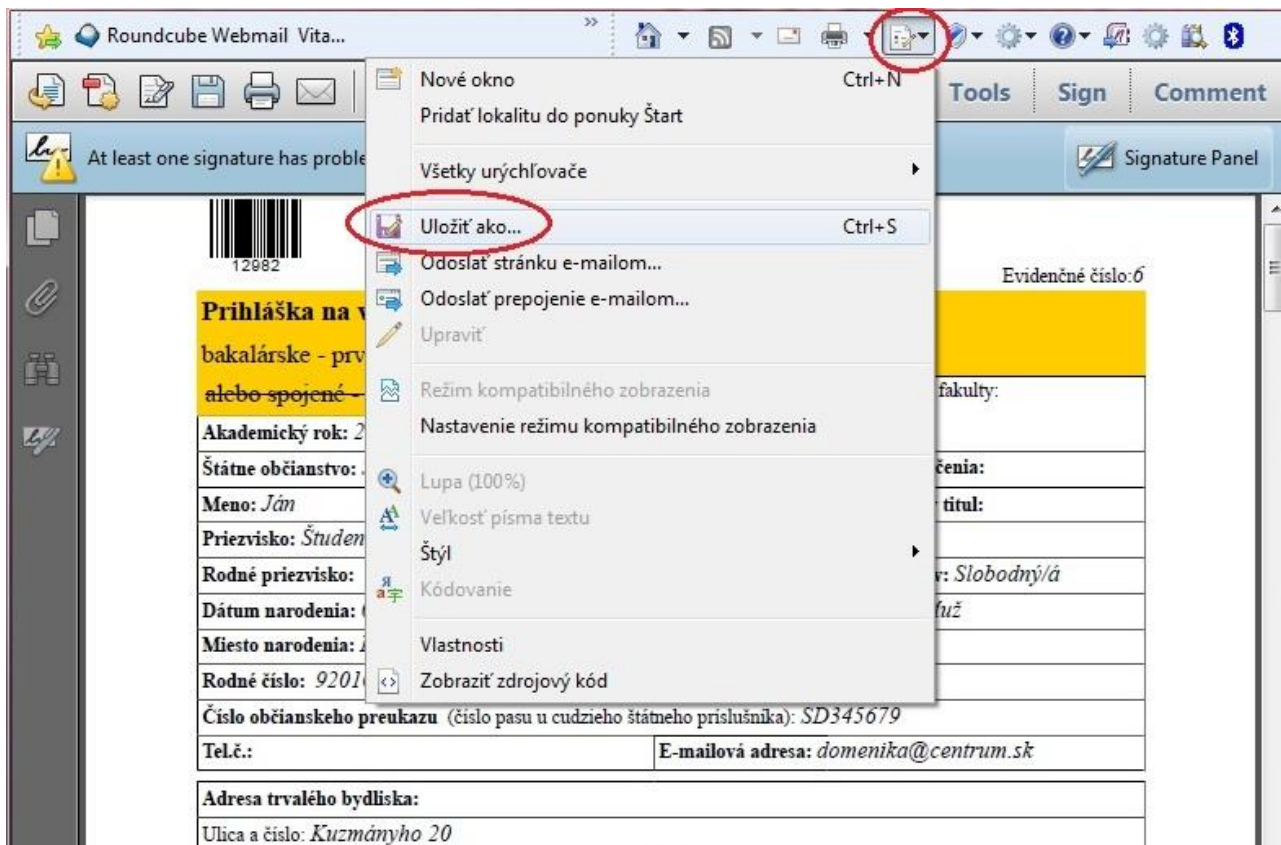 Roundcube Webmail Vita...
»
Tools Sign Comment
At least one signature has proble
Signature Panel
Nové okno Ctrl+N
Pridať lokalitu do ponuky Štart
Všetky urýchľovače
Uložiť ako... Ctrl+S
Odoslať stránku e-mailom...
Odoslať prepojenie e-mailom...
Upraviť
Režim kompatibilného zobrazenia
Nastavenie režimu kompatibilného zobrazenia
Lupa (100%)
Veľkosť písma textu
Štýl
Kódovanie
Vlastnosti
Zobraziť zdrojový kód
12982
Evidenčné číslo:6
Prihláška na v
bakalárske - prv
alebo spojené -
fakulty:
Akademický rok: 2
Štátne občianstvo:
čenia:
Meno: Ján
titul:
Priezvisko: Študen
Rodné priezvisko:
: Slobodný/á
Dátum narodenia:
už
Miesto narodenia:
Rodné číslo: 9201
Číslo občianskeho preukazu (číslo pasu u cudzieho štátneho príslušníka): SD345679
Tel.č.: E-mailová adresa: domenika@centrum.sk
Adresa trvalého bydliska:
Ulica a číslo: Kuzmányho 20